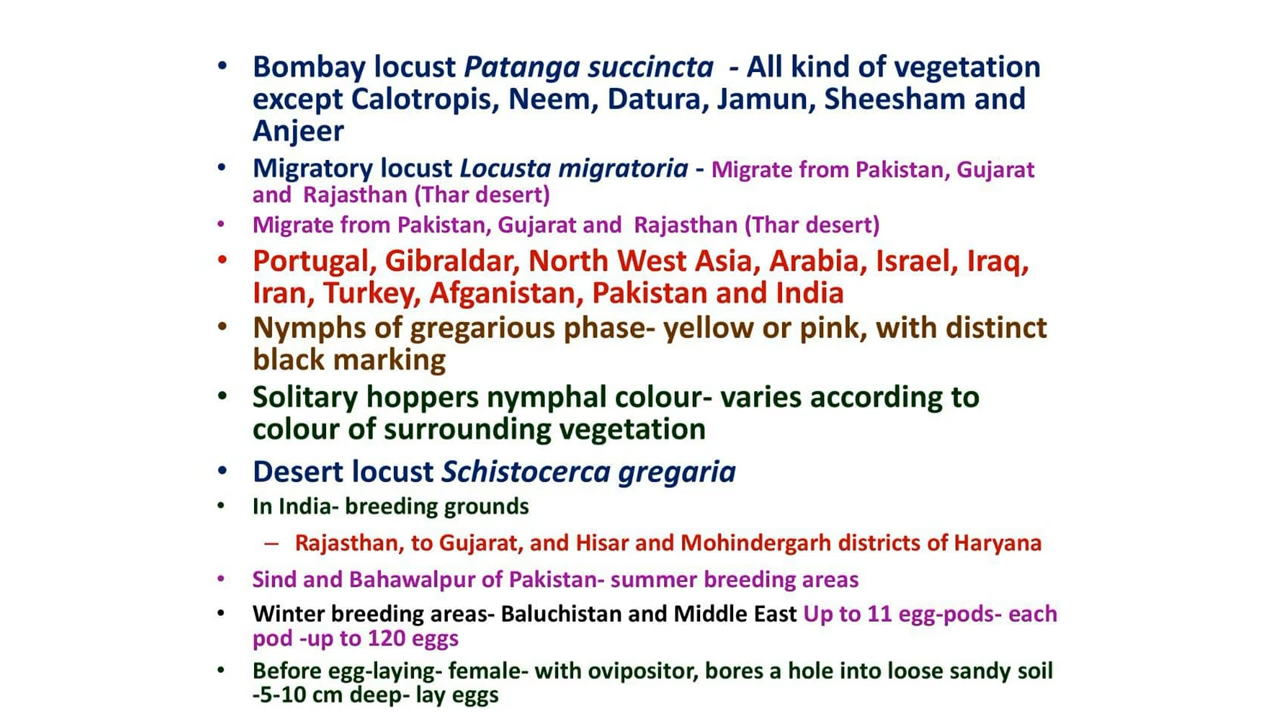 • Bombay locust Patanga succincta - All kind of vegetation
except Calotropis, Neem, Datura, Jamun, Sheesham and
Anjeer
• Migratory locust Locusta migratoria - Migrate from Pakistan, Gujarat
and Rajasthan (Thar desert)
• Migrate from Pakistan, Gujarat and Rajasthan (Thar desert)
• Portugal, Gibraldar, North West Asia, Arabia, Israel, Iraq,
Iran, Turkey, Afganistan, Pakistan and India
• Nymphs of gregarious phase- yellow or pink, with distinct
black marking
• Solitary hoppers nymphal colour- varies according to
colour of surrounding vegetation
• Desert locust Schistocerca gregaria
• In India- breeding grounds
– Rajasthan, to Gujarat, and Hisar and Mohindergarh districts of Haryana
• Sind and Bahawalpur of Pakistan- summer breeding areas
• Winter breeding areas- Baluchistan and Middle East Up to 11 egg-pods- each
pod -up to 120 eggs
• Before egg-laying- female- with ovipositor, bores a hole into loose sandy soil
-5-10 cm deep- lay eggs